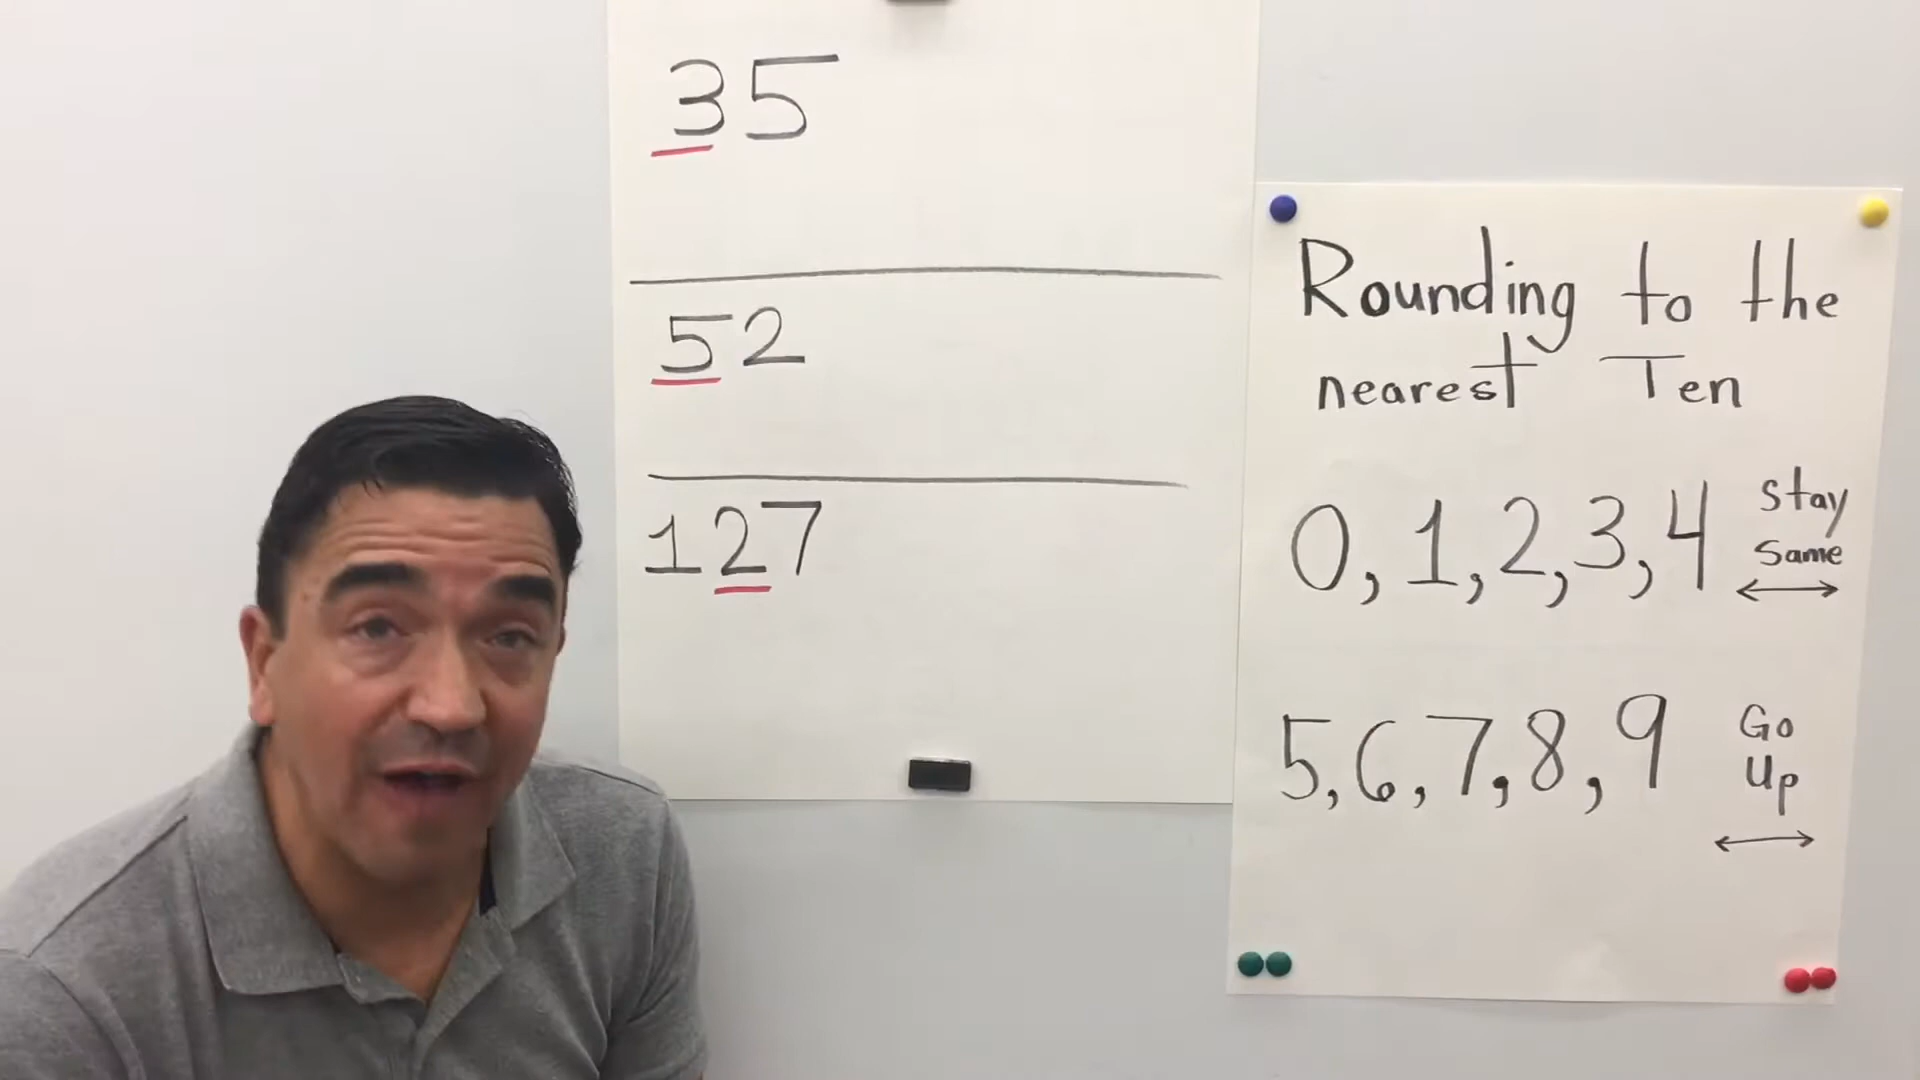 35
52
127
Rounding to the
nearest Ten
0, 1, 2, 3, 4 Stay
Same
5, 6, 7, 8, 9 Go
Up